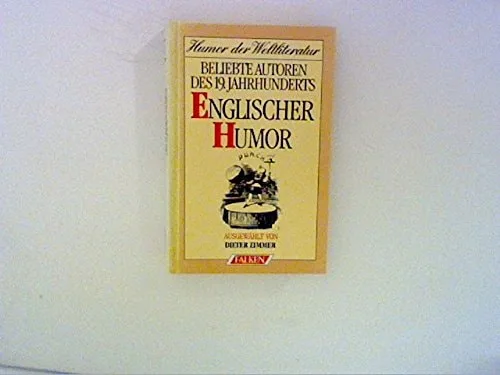 Humor der Weltliteratur
BELIEBTE AUTOREN
DES 19. JAHRHUNDERTS
ENGLISCHER
HUMOR
PUNCH
AUSGEWÄHLT VON
DIETER ZIMMER
FALKEN